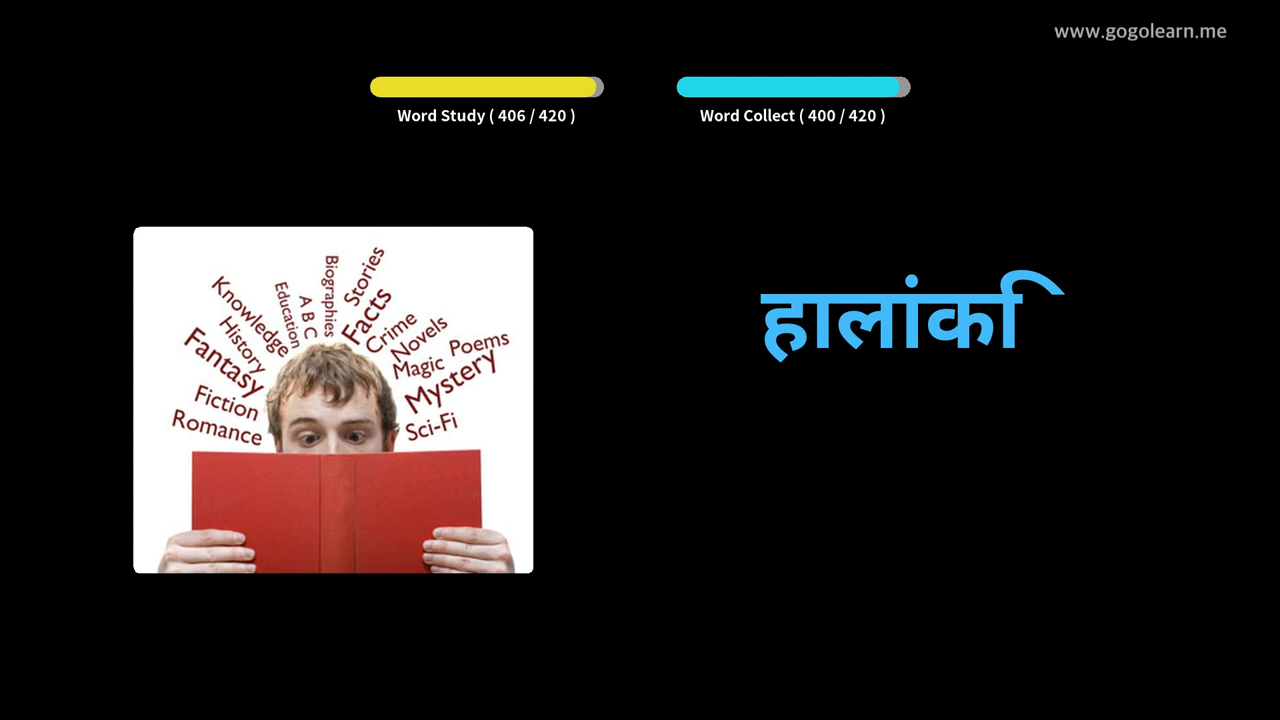 www.gogolearn.me
Word Study ( 406 / 420 )
Word Collect ( 400 / 420 )
Knowledge
History
Fantasy
Fiction
Romance
Education
A B C
Biographies
Stories
Facts
Crime
Novels
Magic
Poems
Mystery
Sci-Fi
हालांकि